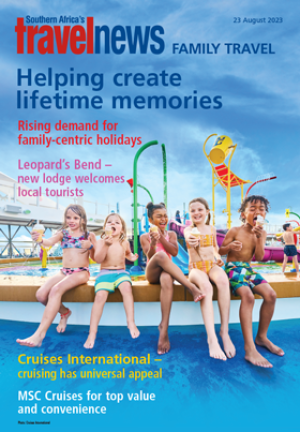 Southern Africa's
travelnews
FAMILY TRAVEL
23 August 2023
Helping create
lifetime memories
Rising demand for
family-centric holidays
Leopard's Bend –
new lodge welcomes
local tourists
Cruises International –
cruising has universal appeal
MSC Cruises for top value
and convenience